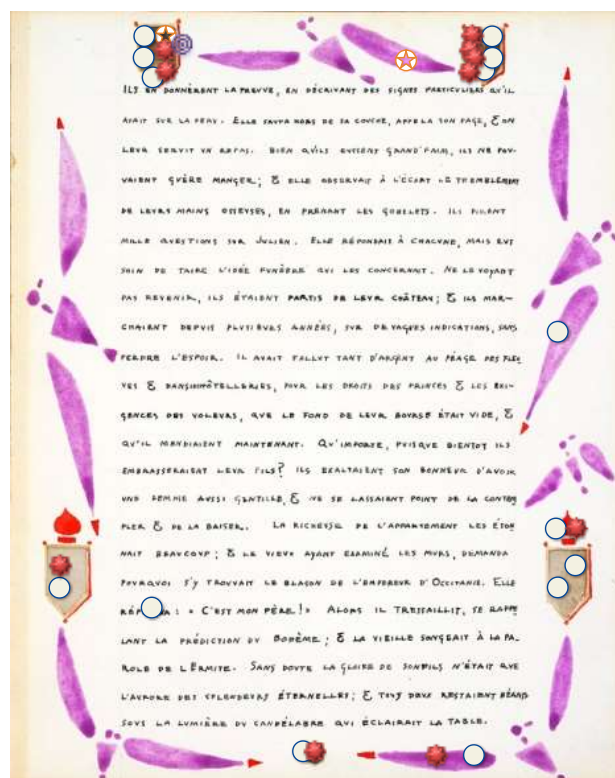 ILS EN DONNÈRENT LA PREUVE, EN DÉCRIVANT DES SIGNES PARTICULIERS QU'IL
AVAIT SUR LA PEAU. ELLE SAUTA HORS DE SA COUCHE, APPELA SON PAGE, & ON
LEUR SERVIT UN REPAS. BIEN QU'ILS EUSSENT GRAND'FAIM, ILS NE POU-
VAIENT GUÈRE MANGER; & ELLE OBSERVAIT À L'ÉCART LE TREMBLEMENT
DE LEURS MAINS OSSEUSES, EN PRENANT LES GOBELETS. ILS FIRENT
MILLE QUESTIONS SUR JULIEN. ELLE RÉPONDAIT À CHACUNE, MAIS EUT
SOIN DE TAIRE L'IDÉE FUNÈBRE QUI LES CONCERNAIT. NE LE VOYANT
PAS REVENIR, ILS ÉTAIENT PARTIS DE LEUR CHÂTEAU; & ILS MAR-
CHAIENT DEPUIS PLUSIEURS ANNÉES, SUR DE VAGUES INDICATIONS, SANS
PERDRE L'ESPOIR. IL AVAIT FALLUT TANT D'ARGENT AU PÉAGE DES FLEU
VES & DANS HÔTELLERIES, POUR LES DROITS DES PRINCES & LES EXI-
GENCES DES VOLEURS, QUE LE FOND DE LEUR BOURSE ÉTAIT VIDE, &
QU'IL MENDIAIENT MAINTENANT. QU'IMPORTE, PUISQUE BIENTOT ILS
EMBRASSERAIENT LEUR FILS? ILS EXALTAIENT SON BONHEUR D'AVOIR
UNE FEMME AUSSI GENTILLE, & NE SE LASSAIENT POINT DE LA CONTEM
PLER & DE LA BAISER. LA RICHESSE DE L'APPARTEMENT LES ÉTON
NAIT BEAUCOUP; & LE VIEUX AYANT EXAMINÉ LES MURS, DEMANDA
POURQUOI S'Y TROUVAIT LE BLASON DE L'EMPEREUR D'OCCITANIE. ELLE
: « C'EST MON PÈRE! » ALORS IL TRESSAILLIT, SE RAPPE
LANT LA PRÉDICTION DU BOHÈME; & LA VIEILLE SONGEAIT À LA PA-
ROLE DE L'ERMITE. SANS DOUTE LA GLOIRE DE SON FILS N'ÉTAIT QUE
L'AURORE DES SPLENDEURS ÉTERNELLES; & TOUS DEUX RESTAIENT BÉANTS
SOUS LA LUMIÈRE DU CANDÉLABRE QUI ÉCLAIRAIT LA TABLE.